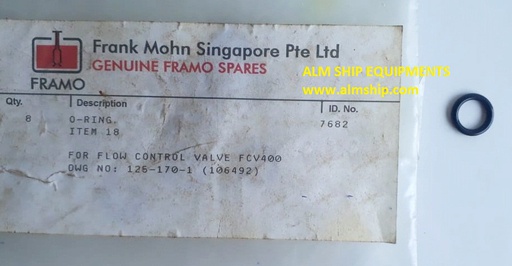 Frank Mohn Singapore Pte Ltd
GENUINE FRAMO SPARES
FRAMO
ALM SHIP EQUIPMENTS
www.almship.com
Qty. Description ID. No.
8 O-RING. 7682
ITEM 18
FOR FLOW CONTROL VALVE FCV400
DWG NO: 125-170-1 (106492)